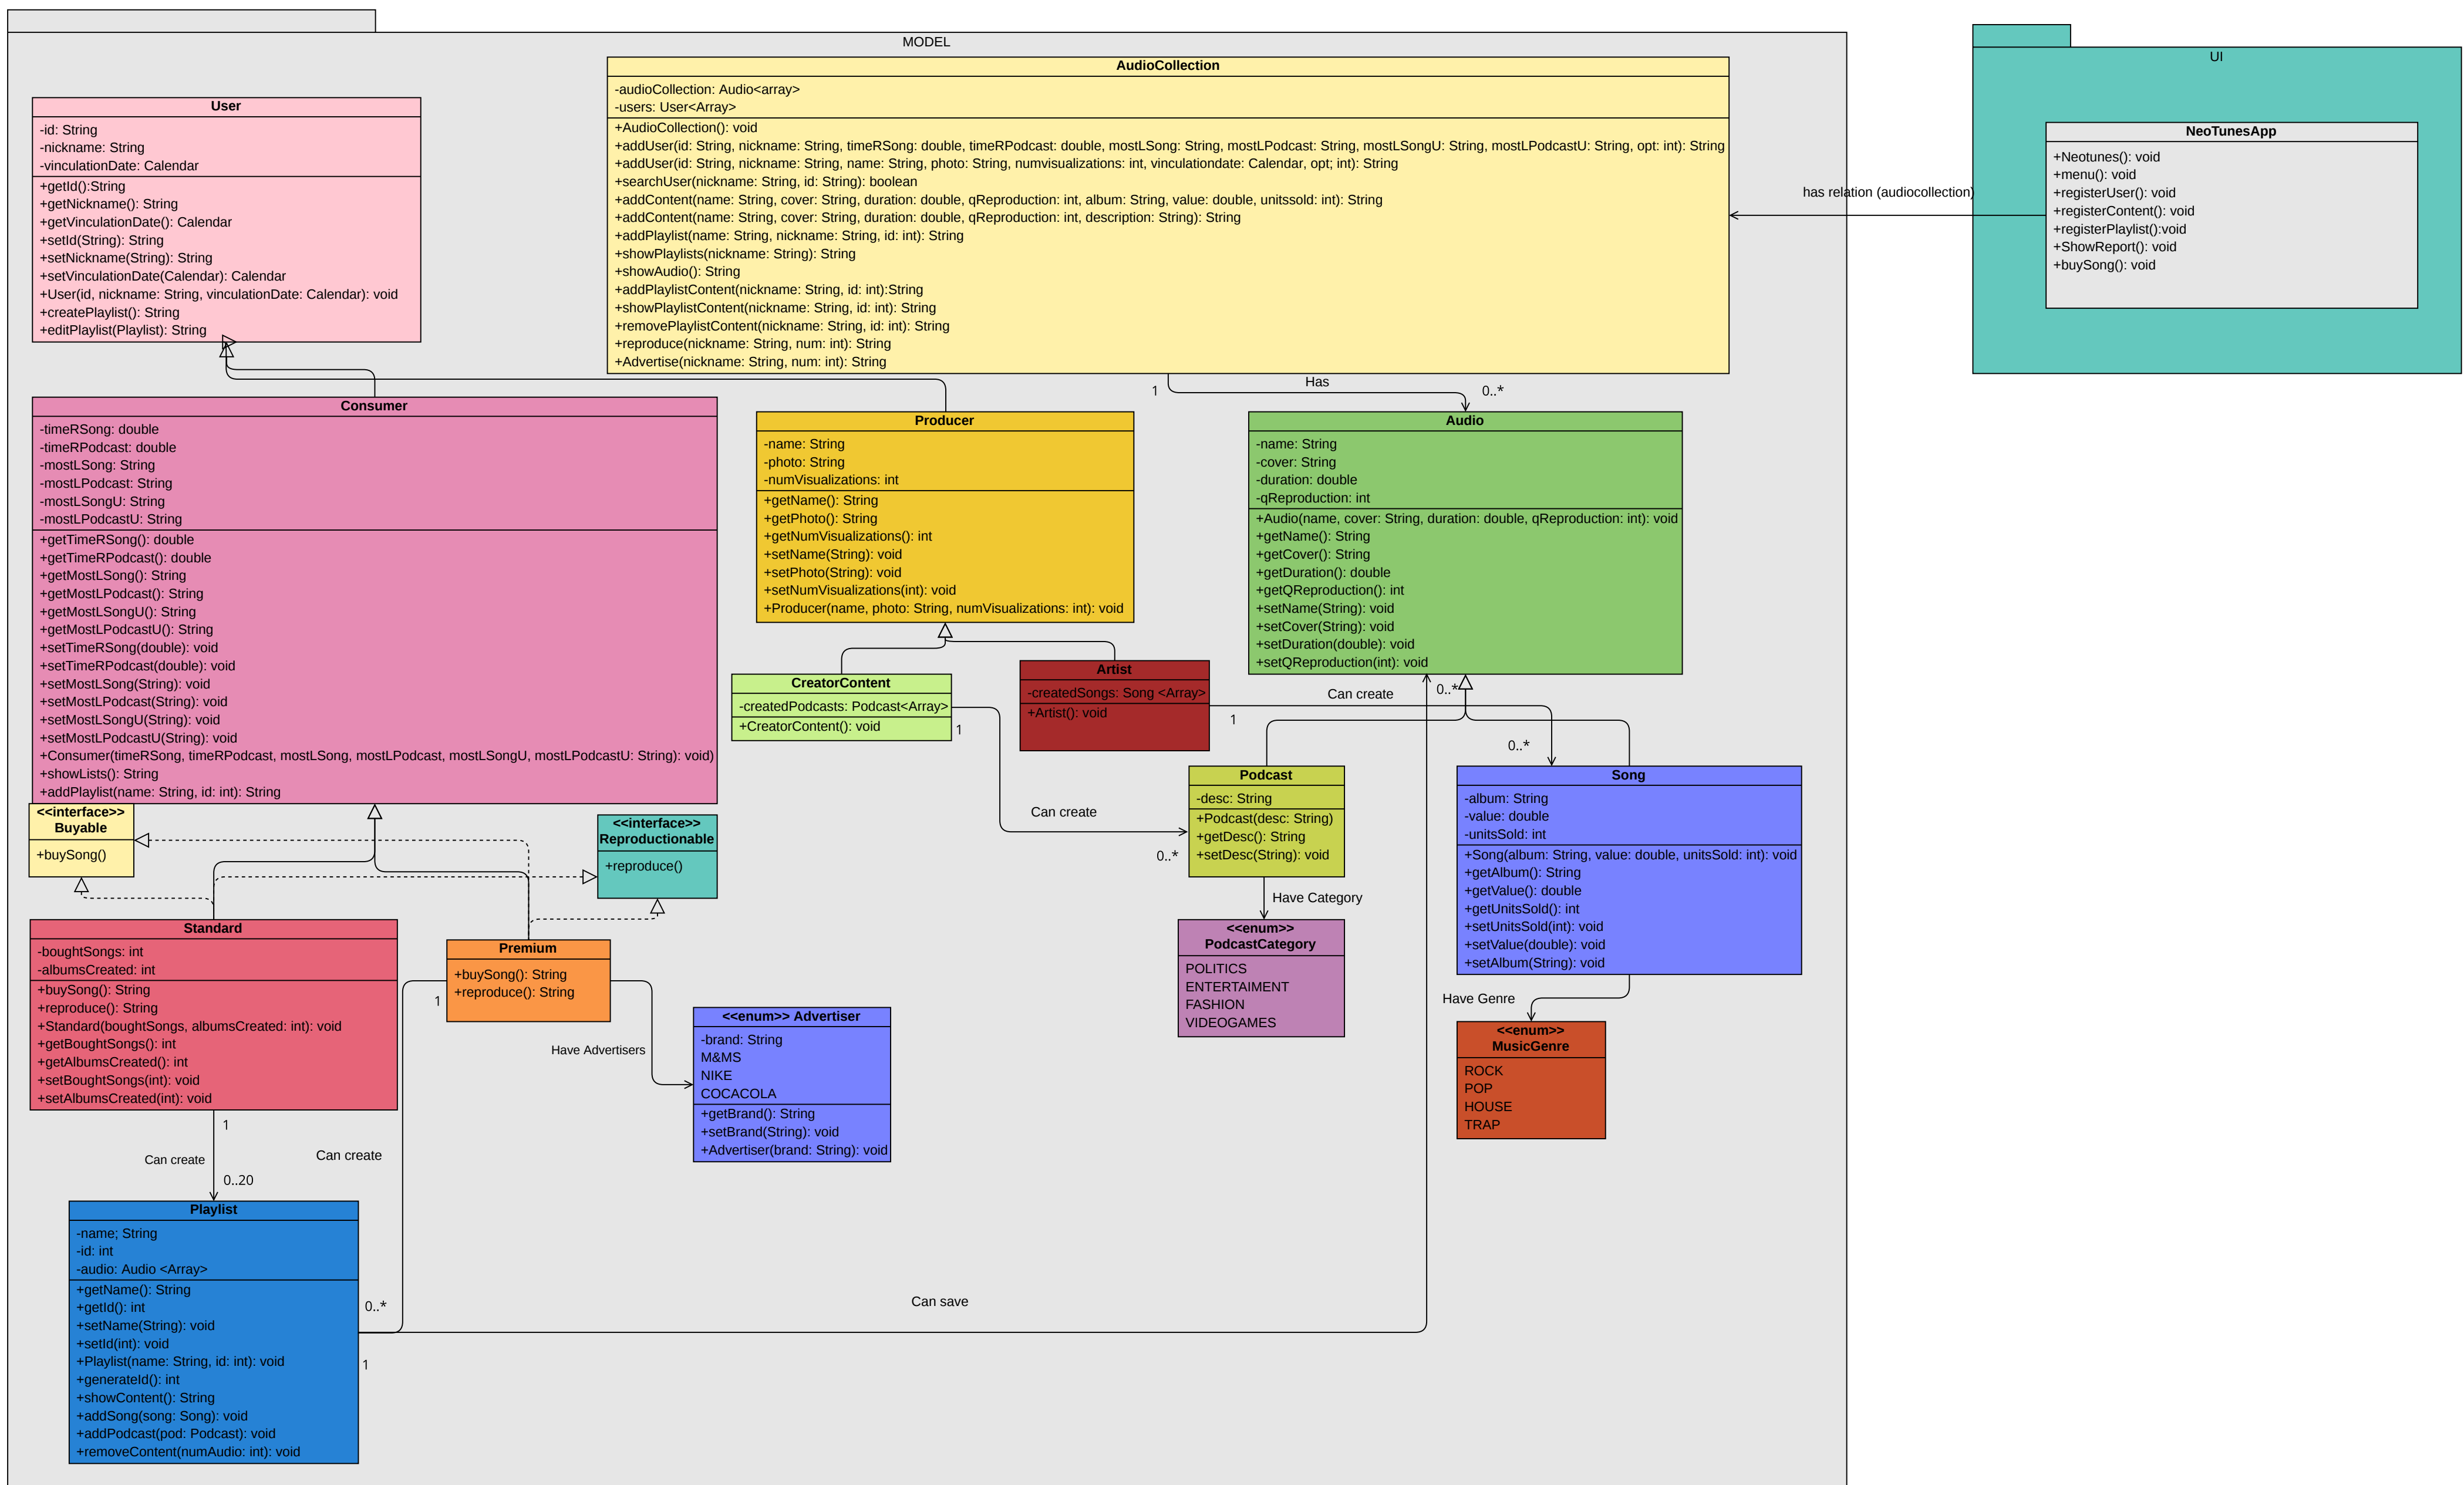 MODEL
AudioCollection
-audioCollection: Audio<array>
-users: User<Array>
+AudioCollection(): void
+addUser(id: String, nickname: String, timeRSong: double, timeRPodcast: double, mostLSong: String, mostLPodcast: String, mostLSongU: String, mostLPodcastU: String, opt: int): String
+addUser(id: String, nickname: String, name: String, photo: String, numvisualizations: int, vinculationdate: Calendar, opt; int): String
+searchUser(nickname: String, id: String): boolean
+addContent(name: String, cover: String, duration: double, qReproduction: int, album: String, value: double, unitssold: int): String
+addContent(name: String, cover: String, duration: double, qReproduction: int, description: String): String
+addPlaylist(name: String, nickname: String, id: int): String
+showPlaylists(nickname: String): String
+showAudio(): String
+addPlaylistContent(nickname: String, id: int):String
+showPlaylistContent(nickname: String, id: int): String
+removePlaylistContent(nickname: String, id: int): String
+reproduce(nickname: String, num: int): String
+Advertise(nickname: String, num: int): String
UI
NeoTunesApp
+Neotunes(): void
+menu(): void
+registerUser(): void
+registerContent(): void
+registerPlaylist():void
+ShowReport(): void
+buySong(): void
has relation (audiocollection)
User
-id: String
-nickname: String
-vinculationDate: Calendar
+getId():String
+getNickname(): String
+getVinculationDate(): Calendar
+setId(String): String
+setNickname(String): String
+setVinculationDate(Calendar): Calendar
+User(id, nickname: String, vinculationDate: Calendar): void
+createPlaylist(): String
+editPlaylist(Playlist): String
1
Has
0..*
Consumer
-timeRSong: double
-timeRPodcast: double
-mostLSong: String
-mostLPodcast: String
-mostLSongU: String
-mostLPodcastU: String
+getTimeRSong(): double
+getTimeRPodcast(): double
+getMostLSong(): String
+getMostLPodcast(): String
+getMostLSongU(): String
+getMostLPodcastU(): String
+setTimeRSong(double): void
+setTimeRPodcast(double): void
+setMostLSong(String): void
+setMostLPodcast(String): void
+setMostLSongU(String): void
+setMostLPodcastU(String): void
+Consumer(timeRSong, timeRPodcast, mostLSong, mostLPodcast, mostLSongU, mostLPodcastU: String): void)
+showLists(): String
+addPlaylist(name: String, id: int): String
Producer
-name: String
-photo: String
-numVisualizations: int
+getName(): String
+getPhoto(): String
+getNumVisualizations(): int
+setName(String): void
+setPhoto(String): void
+setNumVisualizations(int): void
+Producer(name, photo: String, numVisualizations: int): void
Audio
-name: String
-cover: String
-duration: double
-qReproduction: int
+Audio(name, cover: String, duration: double, qReproduction: int): void
+getName(): String
+getCover(): String
+getDuration(): double
+getQReproduction(): int
+setName(String): void
+setCover(String): void
+setDuration(double): void
+setQReproduction(int): void
CreatorContent
-createdPodcasts: Podcast<Array>
+CreatorContent(): void
1
Artist
-createdSongs: Song <Array>
+Artist(): void
1
Can create
0..*
0..*
Can create
0..*
Podcast
-desc: String
+Podcast(desc: String)
+getDesc(): String
+setDesc(String): void
Song
-album: String
-value: double
-unitsSold: int
+Song(album: String, value: double, unitsSold: int): void
+getAlbum(): String
+getValue(): double
+getUnitsSold(): int
+setUnitsSold(int): void
+setValue(double): void
+setAlbum(String): void
<<interface>>
Buyable
+buySong()
<<interface>>
Reproductionable
+reproduce()
Have Category
<<enum>>
PodcastCategory
POLITICS
ENTERTAIMENT
FASHION
VIDEOGAMES
Have Genre
<<enum>>
MusicGenre
ROCK
POP
HOUSE
TRAP
Standard
-boughtSongs: int
-albumsCreated: int
+buySong(): String
+reproduce(): String
+Standard(boughtSongs, albumsCreated: int): void
+getBoughtSongs(): int
+getAlbumsCreated(): int
+setBoughtSongs(int): void
+setAlbumsCreated(int): void
Premium
+buySong(): String
+reproduce(): String
1
Have Advertisers
<<enum>> Advertiser
-brand: String
M&MS
NIKE
COCACOLA
+getBrand(): String
+setBrand(String): void
+Advertiser(brand: String): void
1
Can create
0..20
Can create
Playlist
-name; String
-id: int
-audio: Audio <Array>
+getName(): String
+getId(): int
+setName(String): void
+setId(int): void
+Playlist(name: String, id: int): void
+generateId(): int
+showContent(): String
+addSong(song: Song): void
+addPodcast(pod: Podcast): void
+removeContent(numAudio: int): void
0..*
1
Can save